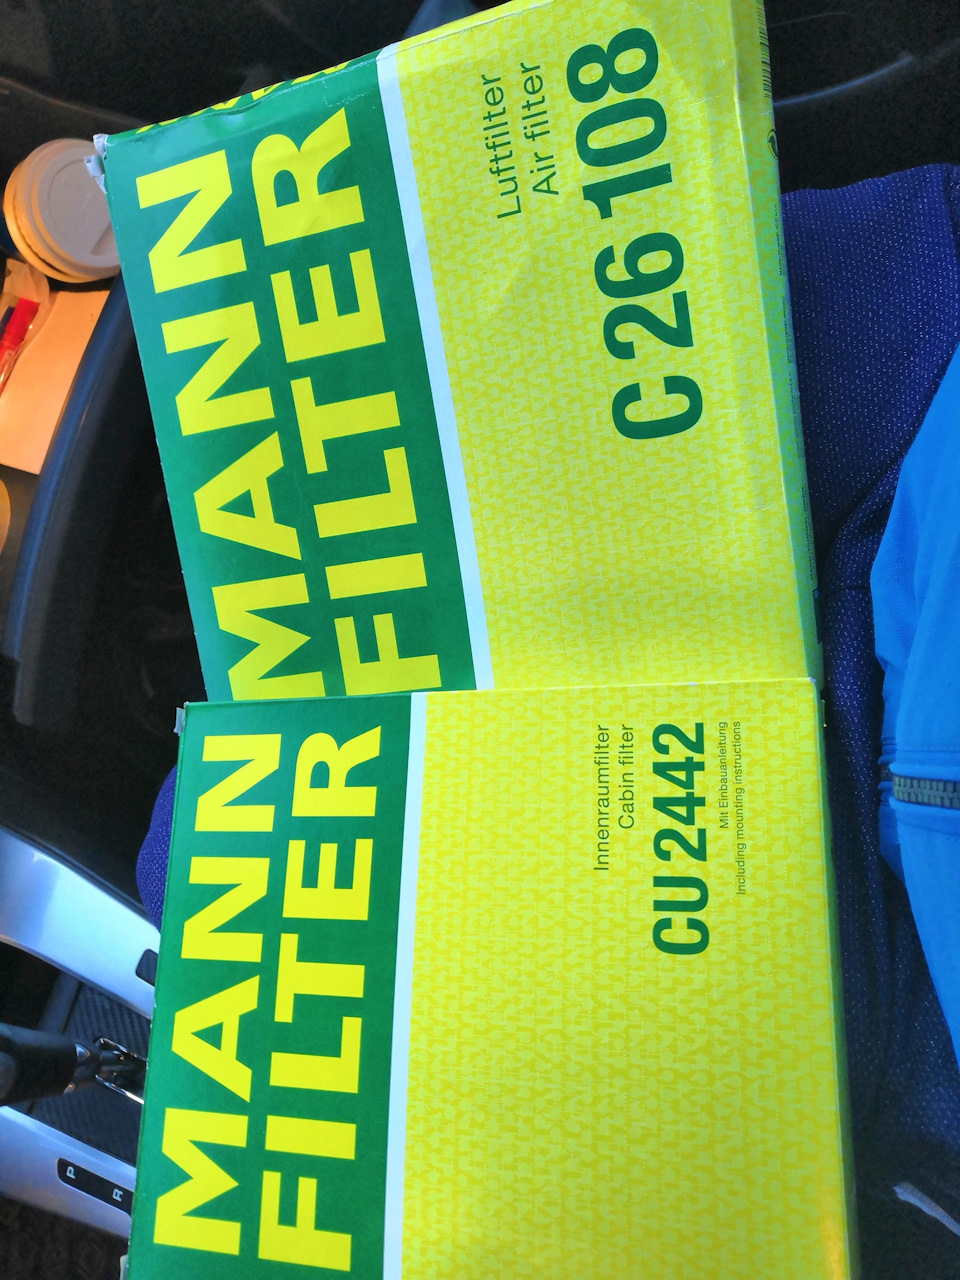 MANN
FILTER
Luftfilter
Air filter
C 26 108
MANN
FILTER
Innenraumfilter
Cabin filter
CU 2442
Mit Einbauanleitung
Including mounting instructions
P
R